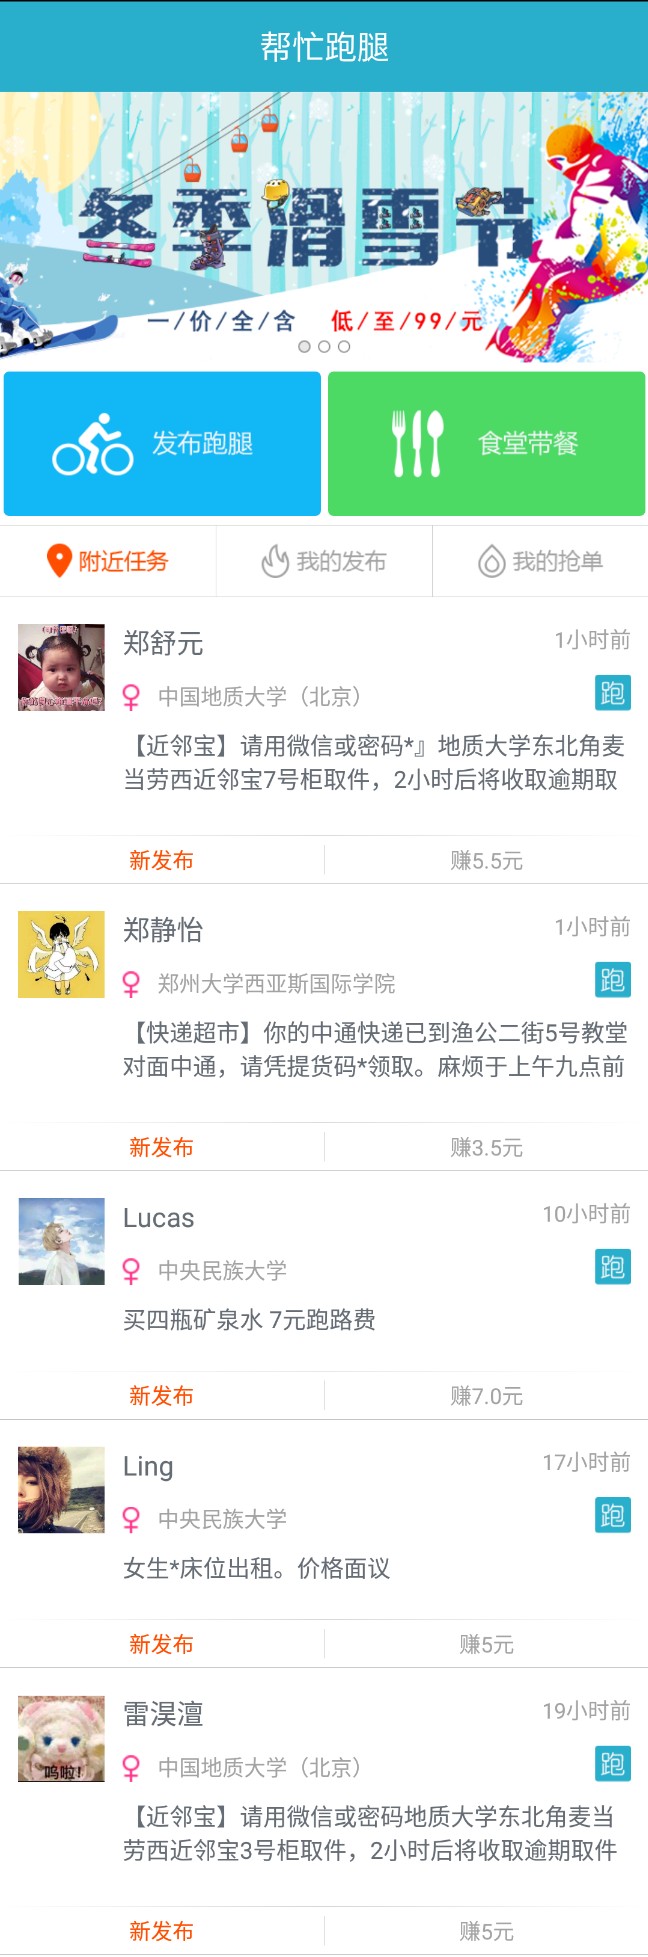 帮忙跑腿
冬季滑雪节
一/价/全/含 低/至/99/元
发布跑腿 食堂带餐
附近任务 我的发布 我的抢单
郑舒元 1小时前
中国地质大学（北京） 跑
【近邻宝】请用微信或密码*』地质大学东北角麦
当劳西近邻宝7号柜取件，2小时后将收取逾期取
新发布 赚5.5元
郑静怡 1小时前
郑州大学西亚斯国际学院 跑
【快递超市】你的中通快递已到渔公二街5号教堂
对面中通，请凭提货码*领取。麻烦于上午九点前
新发布 赚3.5元
Lucas 10小时前
中央民族大学 跑
买四瓶矿泉水 7元跑路费
新发布 赚7.0元
Ling 17小时前
中央民族大学 跑
女生*床位出租。价格面议
新发布 赚5元
雷淏澶 19小时前
中国地质大学（北京） 跑
呜啦！
【近邻宝】请用微信或密码地质大学东北角麦当
劳西近邻宝3号柜取件，2小时后将收取逾期取件
新发布 赚5元